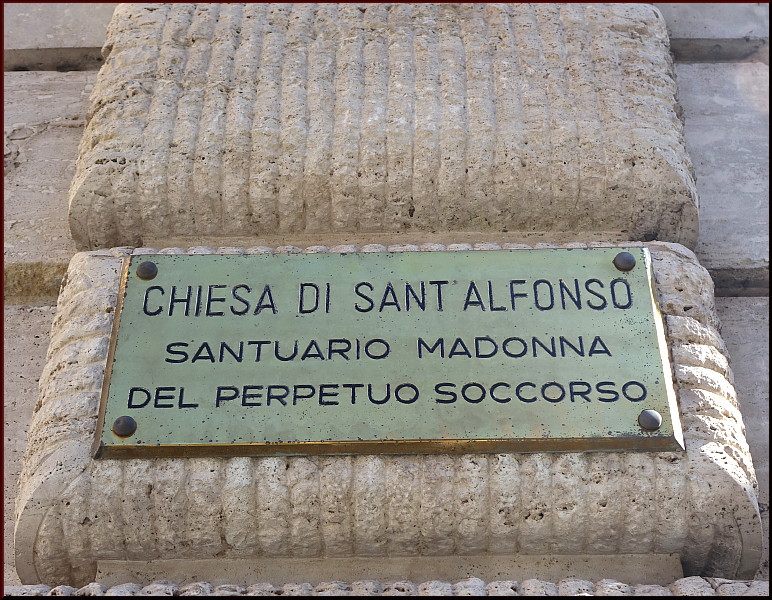 CHIESA DI SANT ALFONSO
SANTUARIO MADONNA
DEL PERPETUO SOCCORSO